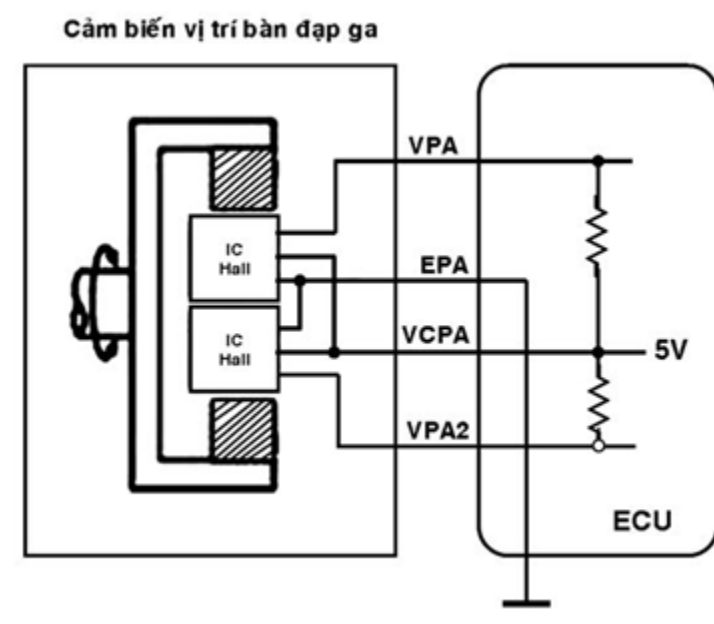 Cảm biến vị trí bàn đạp ga
VPA
IC
Hall
EPA
IC
Hall
VCPA
5V
VPA2
ECU